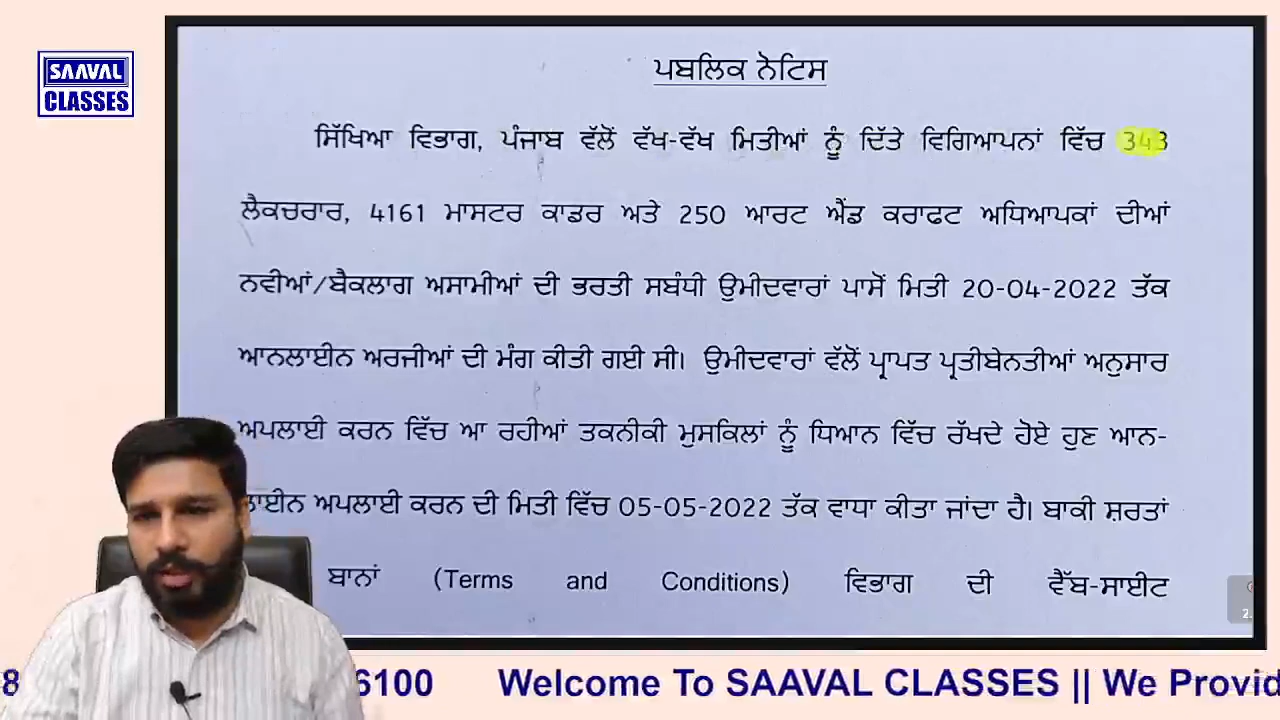 SAAVAL
CLASSES
ਪਬਲਿਕ ਨੋਟਿਸ
ਸਿੱਖਿਆ ਵਿਭਾਗ, ਪੰਜਾਬ ਵੱਲੋਂ ਵੱਖ-ਵੱਖ ਮਿਤੀਆਂ ਨੂੰ ਦਿੱਤੇ ਵਿਗਿਆਪਨਾਂ ਵਿੱਚ 343
ਲੈਕਚਰਾਰ, 4161 ਮਾਸਟਰ ਕਾਡਰ ਅਤੇ 250 ਆਰਟ ਐਂਡ ਕਰਾਫਟ ਅਧਿਆਪਕਾਂ ਦੀਆਂ
ਨਵੀਆਂ/ਬੈਕਲਾਗ ਅਸਾਮੀਆਂ ਦੀ ਭਰਤੀ ਸਬੰਧੀ ਉਮੀਦਵਾਰਾਂ ਪਾਸੋਂ ਮਿਤੀ 20-04-2022 ਤੱਕ
ਆਨਲਾਈਨ ਅਰਜੀਆਂ ਦੀ ਮੰਗ ਕੀਤੀ ਗਈ ਸੀ। ਉਮੀਦਵਾਰਾਂ ਵੱਲੋਂ ਪ੍ਰਾਪਤ ਪ੍ਰਤੀਬੇਨਤੀਆਂ ਅਨੁਸਾਰ
ਅਪਲਾਈ ਕਰਨ ਵਿੱਚ ਆ ਰਹੀਆਂ ਤਕਨੀਕੀ ਮੁਸਕਿਲਾਂ ਨੂੰ ਧਿਆਨ ਵਿੱਚ ਰੱਖਦੇ ਹੋਏ ਹੁਣ ਆਨ-
ਲਾਈਨ ਅਪਲਾਈ ਕਰਨ ਦੀ ਮਿਤੀ ਵਿੱਚ 05-05-2022 ਤੱਕ ਵਾਧਾ ਕੀਤਾ ਜਾਂਦਾ ਹੈ। ਬਾਕੀ ਸ਼ਰਤਾਂ
ਬਾਨਾਂ (Terms and Conditions) ਵਿਭਾਗ ਦੀ ਵੈੱਬ-ਸਾਈਟ
8 6100 Welcome To SAAVAL CLASSES || We Provid